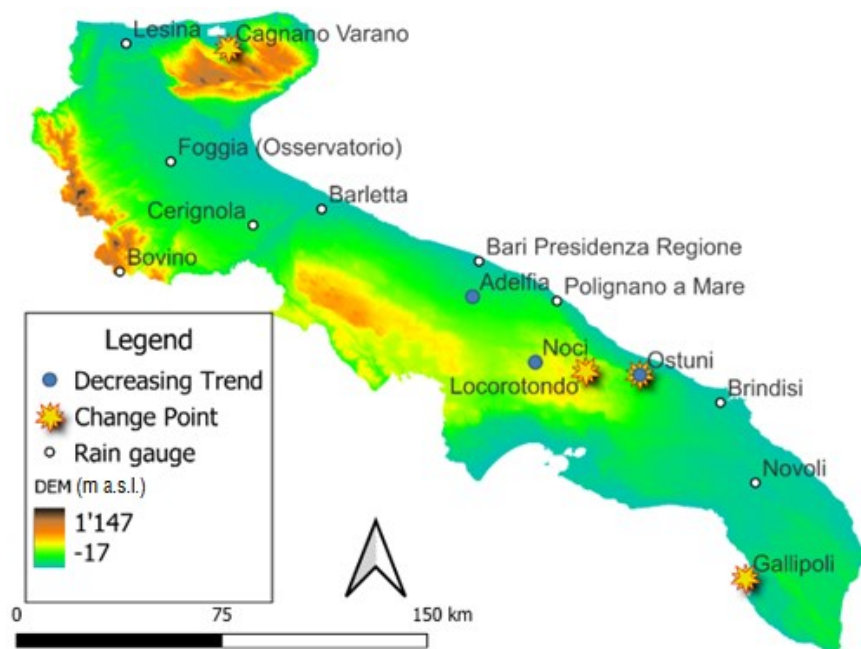 Lesina
Cagnano Varano
Foggia (Osservatorio)
Barletta
Cerignola
Bovino
Bari Presidenza Regione
Adelfia
Polignano a Mare
Noci
Ostuni
Locorotondo
Brindisi
Novoli
Gallipoli
Legend
Decreasing Trend
Change Point
Rain gauge
DEM (m a.s.l.)
1'147
-17
0 75 150 km